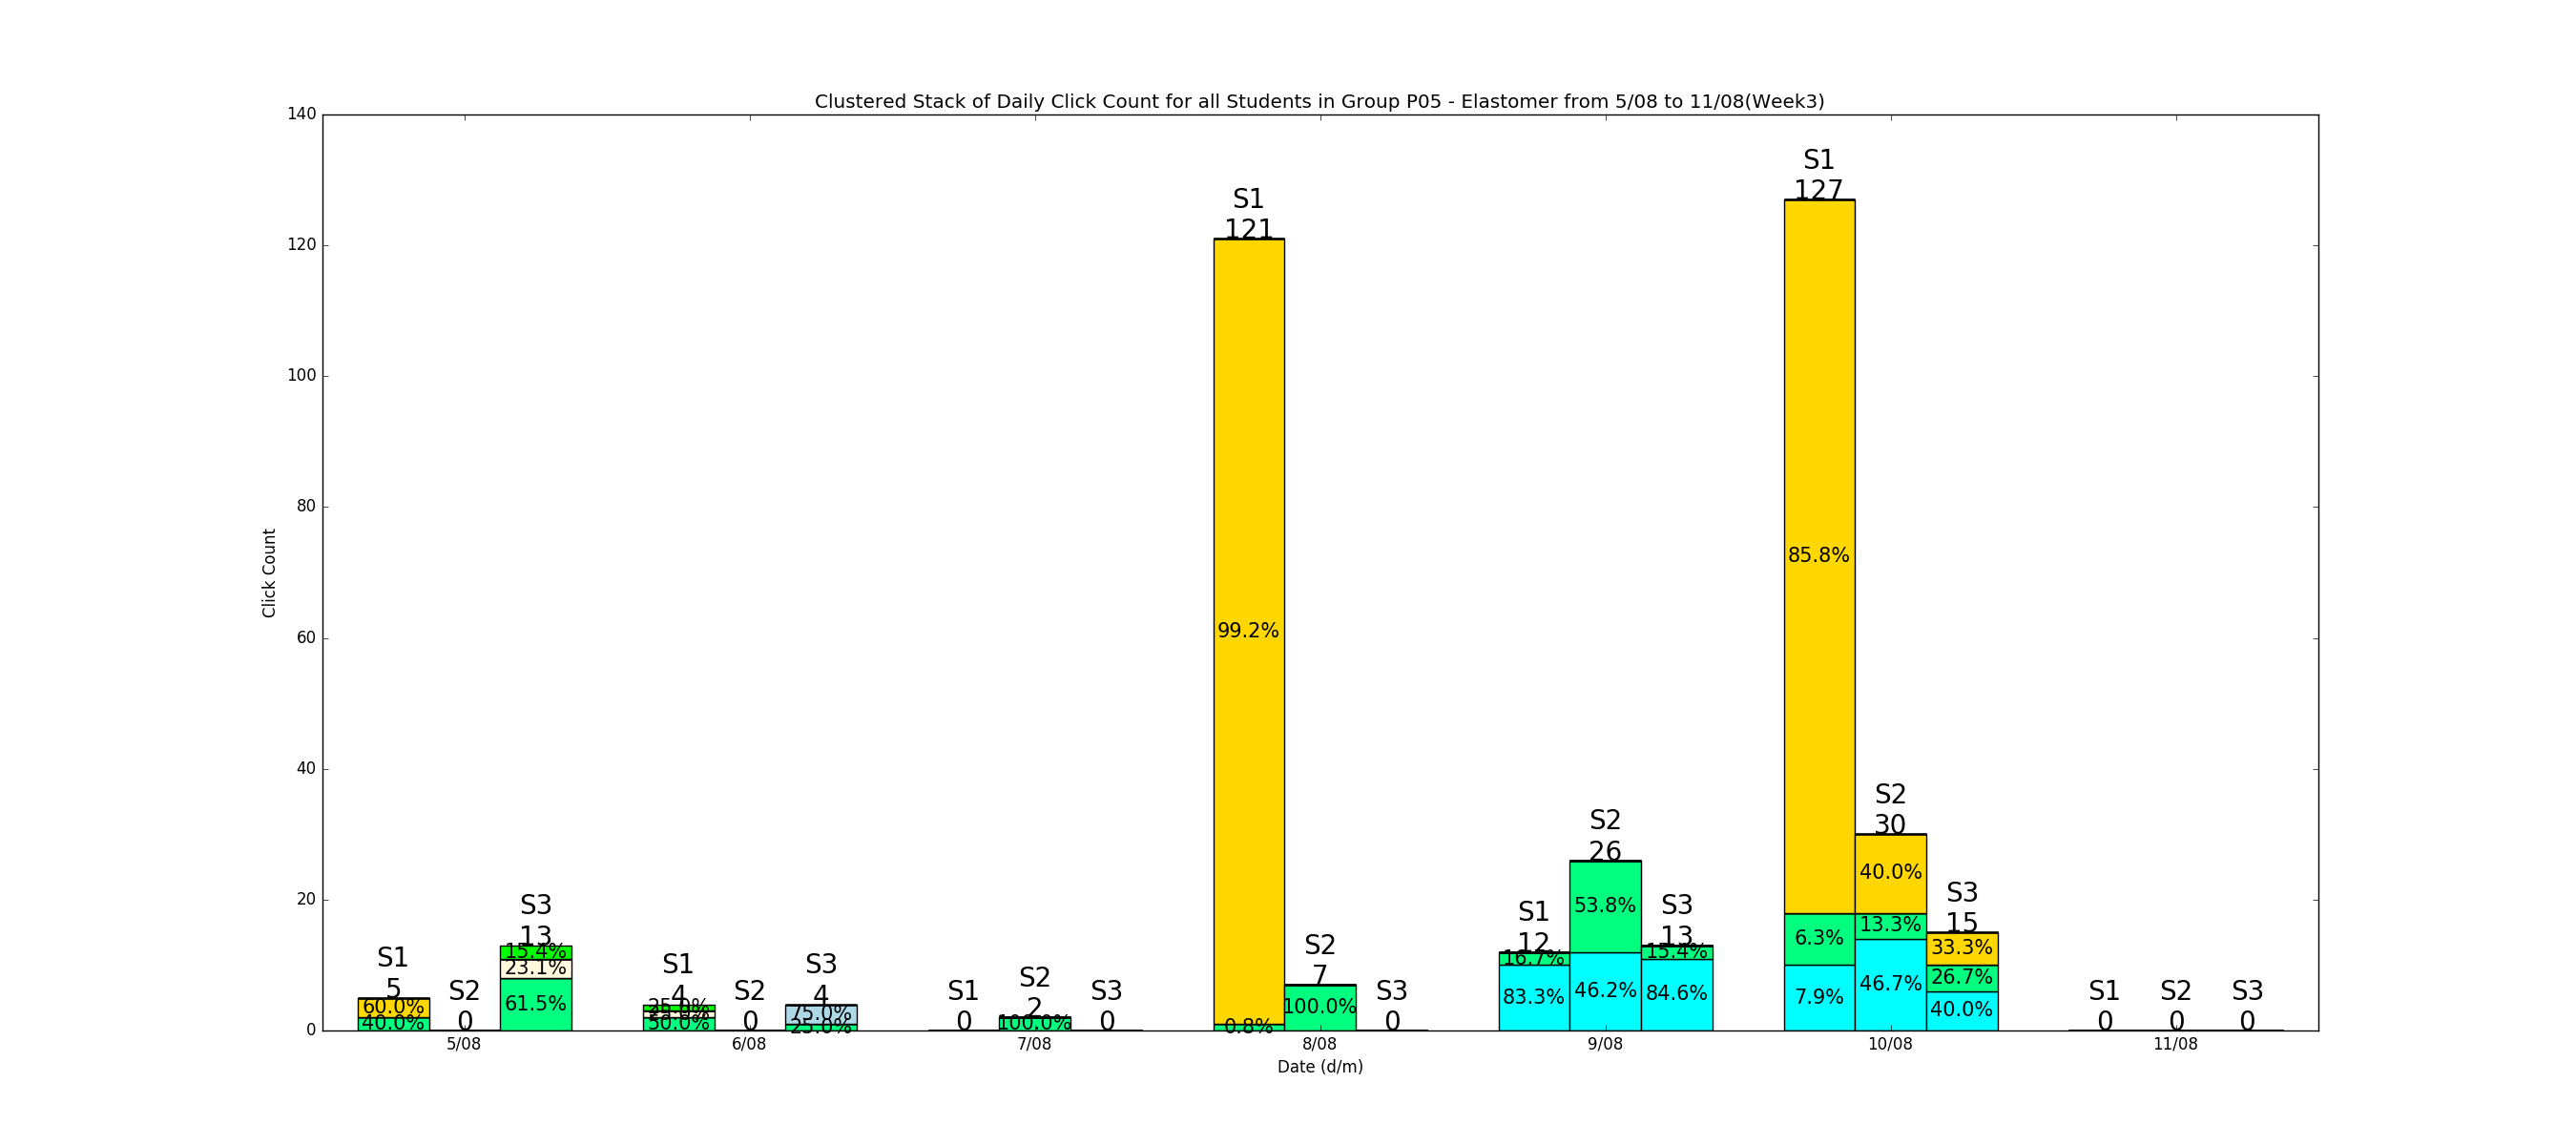 Clustered Stack of Daily Click Count for all Students in Group P05 - Elastomer from 5/08 to 11/08(Week3)
Click Count
140
120
100
80
60
40
20
0
S1
5
60.0%
40.0%
S2
0
S3
13
15.4%
23.1%
61.5%
S1
4
25.0%
25.0%
50.0%
S2
0
S3
4
75.0%
25.0%
S1
0
S2
2
100.0%
S3
0
S1
121
99.2%
0.8%
S2
7
100.0%
S3
0
S1
12
16.7%
83.3%
S2
26
53.8%
46.2%
S3
13
15.4%
84.6%
S1
127
85.8%
6.3%
7.9%
S2
30
40.0%
13.3%
46.7%
S3
15
33.3%
26.7%
40.0%
S1
0
S2
0
S3
0
5/08
6/08
7/08
8/08
9/08
10/08
11/08
Date (d/m)